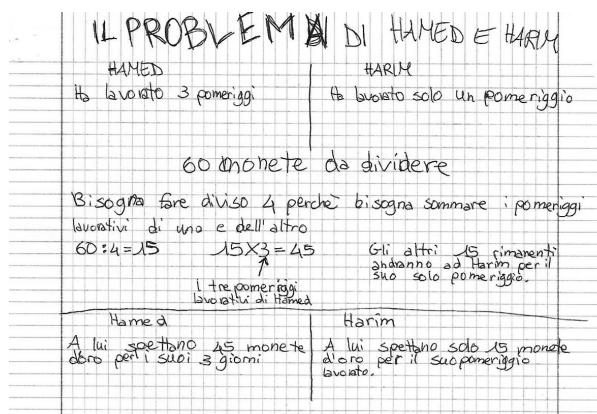 IL PROBLEMA DI HAMED E HARIM
HAMED
Ha lavorato 3 pomeriggi
HARIM
Ha lavorato solo un pomeriggio
60 monete da dividere
Bisogna fare diviso 4 perchè bisogna sommare i pomeriggi
lavorativi di uno e dell'altro
60:4=15
15X3=45
I tre pomeriggi
lavorativi di Hamed
Gli altri 15 rimanenti
andranno ad Harim per il
suo solo pomeriggio.
Hamed
A lui spettano 45 monete
d'oro per i suoi 3 giorni
Harim
A lui spettano solo 15 monete
d'oro per il suo pomeriggio
lavorato.